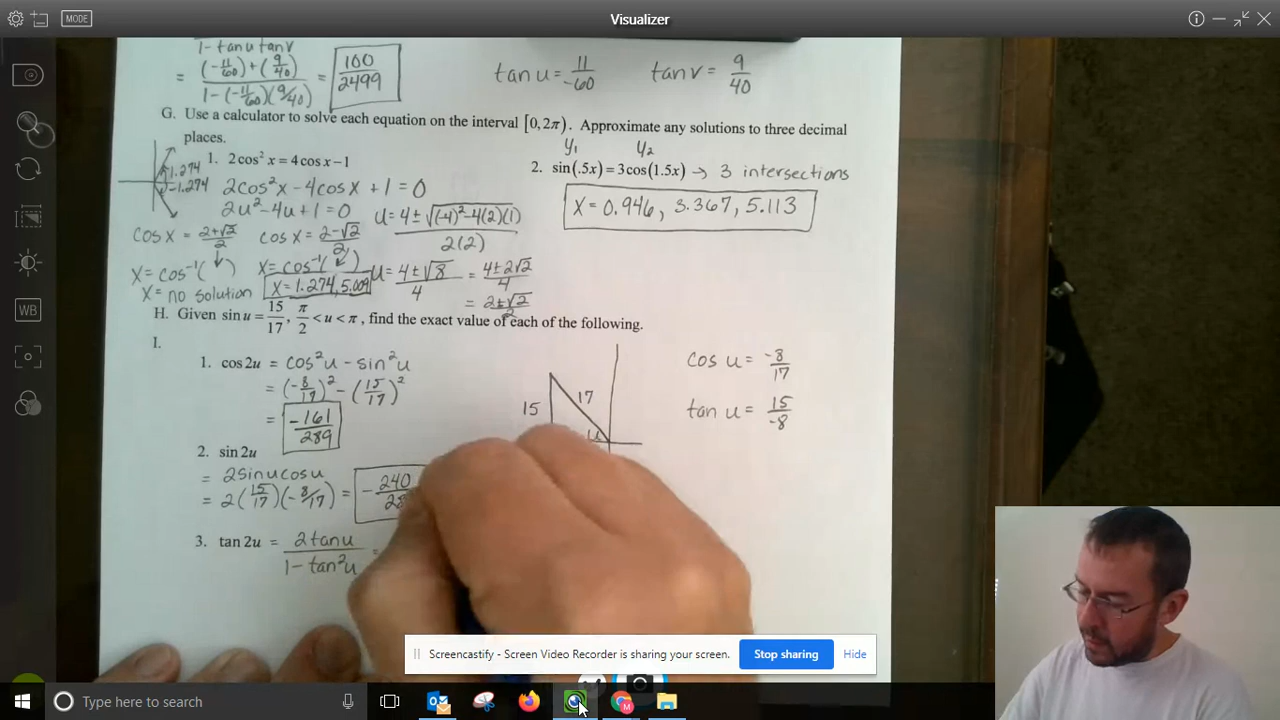 Visualizer
MODE
1 - tan u tan v
= (-11/60) + (9/40) / 1 - (-11/60)(9/40) = 100/2499
tan u = 11/-60 tan v = 9/40
G. Use a calculator to solve each equation on the interval [0, 2π). Approximate any solutions to three decimal
places.
y₁ y₂
1. 2cos² x = 4cos x − 1
2. sin(.5x) = 3cos(1.5x) → 3 intersections
1.274
-1.274
2cos²x - 4cosx + 1 = 0
X = 0.946, 3.367, 5.113
2u² - 4u + 1 = 0
u = 4 ± √((-4)² - 4(2)(1)) / 2(2)
cos x = 2+√2/2 cos x = 2-√2/2
x = cos⁻¹( ) x = cos⁻¹( ) u = 4 ± √8 / 4 = 4 ± 2√2 / 4
x = no solution X = 1.274, 5.009
= 2 ± √2 / 2
H. Given sin u = 15/17, π/2 < u < π, find the exact value of each of the following.
I.
1. cos 2u = cos²u - sin²u
= (-8/17)² - (15/17)²
= -161/289
15
17
u
cos u = -8/17
tan u = 15/-8
2. sin 2u
= 2sinucosu
= 2(15/17)(-8/17) = - 240/28
3. tan 2u = 2tanu / 1 - tan²u =
Screencastify - Screen Video Recorder is sharing your screen.
Stop sharing
Hide
WB
Type here to search